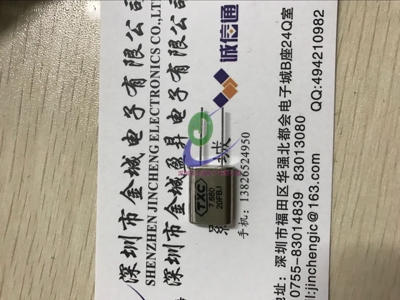 深圳市金城电子有限公司
SHENZHEN JINCHENG ELECTRONICS CO.,LTD
深圳市金城盈昇电子有限公司
诚信通
手机：13826524950
TXC
7.680
20PBJ
地址：深圳市福田区华强北都会电子城B座24Q室
0755-83014839 83013080
l:jinchengic@163.com
QQ:494210982